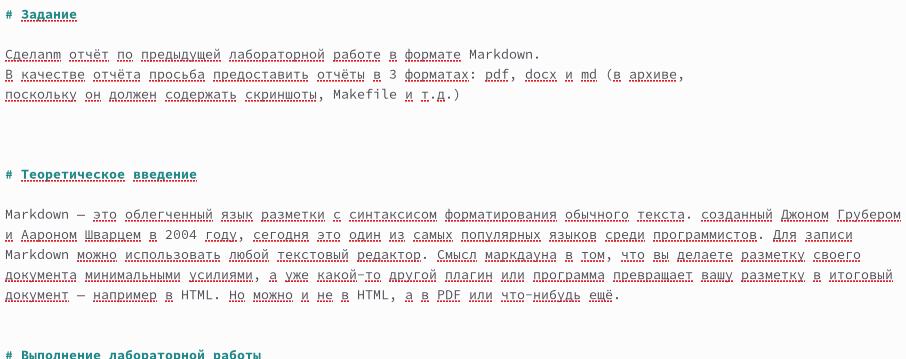 # Задание
Сделапт отчёт по предыдущей лабораторной работе в формате Markdown.
В качестве отчёта просьба предоставить отчёты в 3 форматах: pdf, docx и md (в архиве,
поскольку он должен содержать скриншоты, Makefile и т.д.)
# Теоретическое введение
Markdown — это облегченный язык разметки с синтаксисом форматирования обычного текста. созданный Джоном Грубером
и Аароном Шварцем в 2004 году, сегодня это один из самых популярных языков среди программистов. Для записи
Markdown можно использовать любой текстовый редактор. Смысл маркдауна в том, что вы делаете разметку своего
документа минимальными усилиями, а уже какой-то другой плагин или программа превращает вашу разметку в итоговый
документ — например в HTML. Но можно и не в HTML, а в PDF или что-нибудь ещё.
# Выполнение лабораторной работы